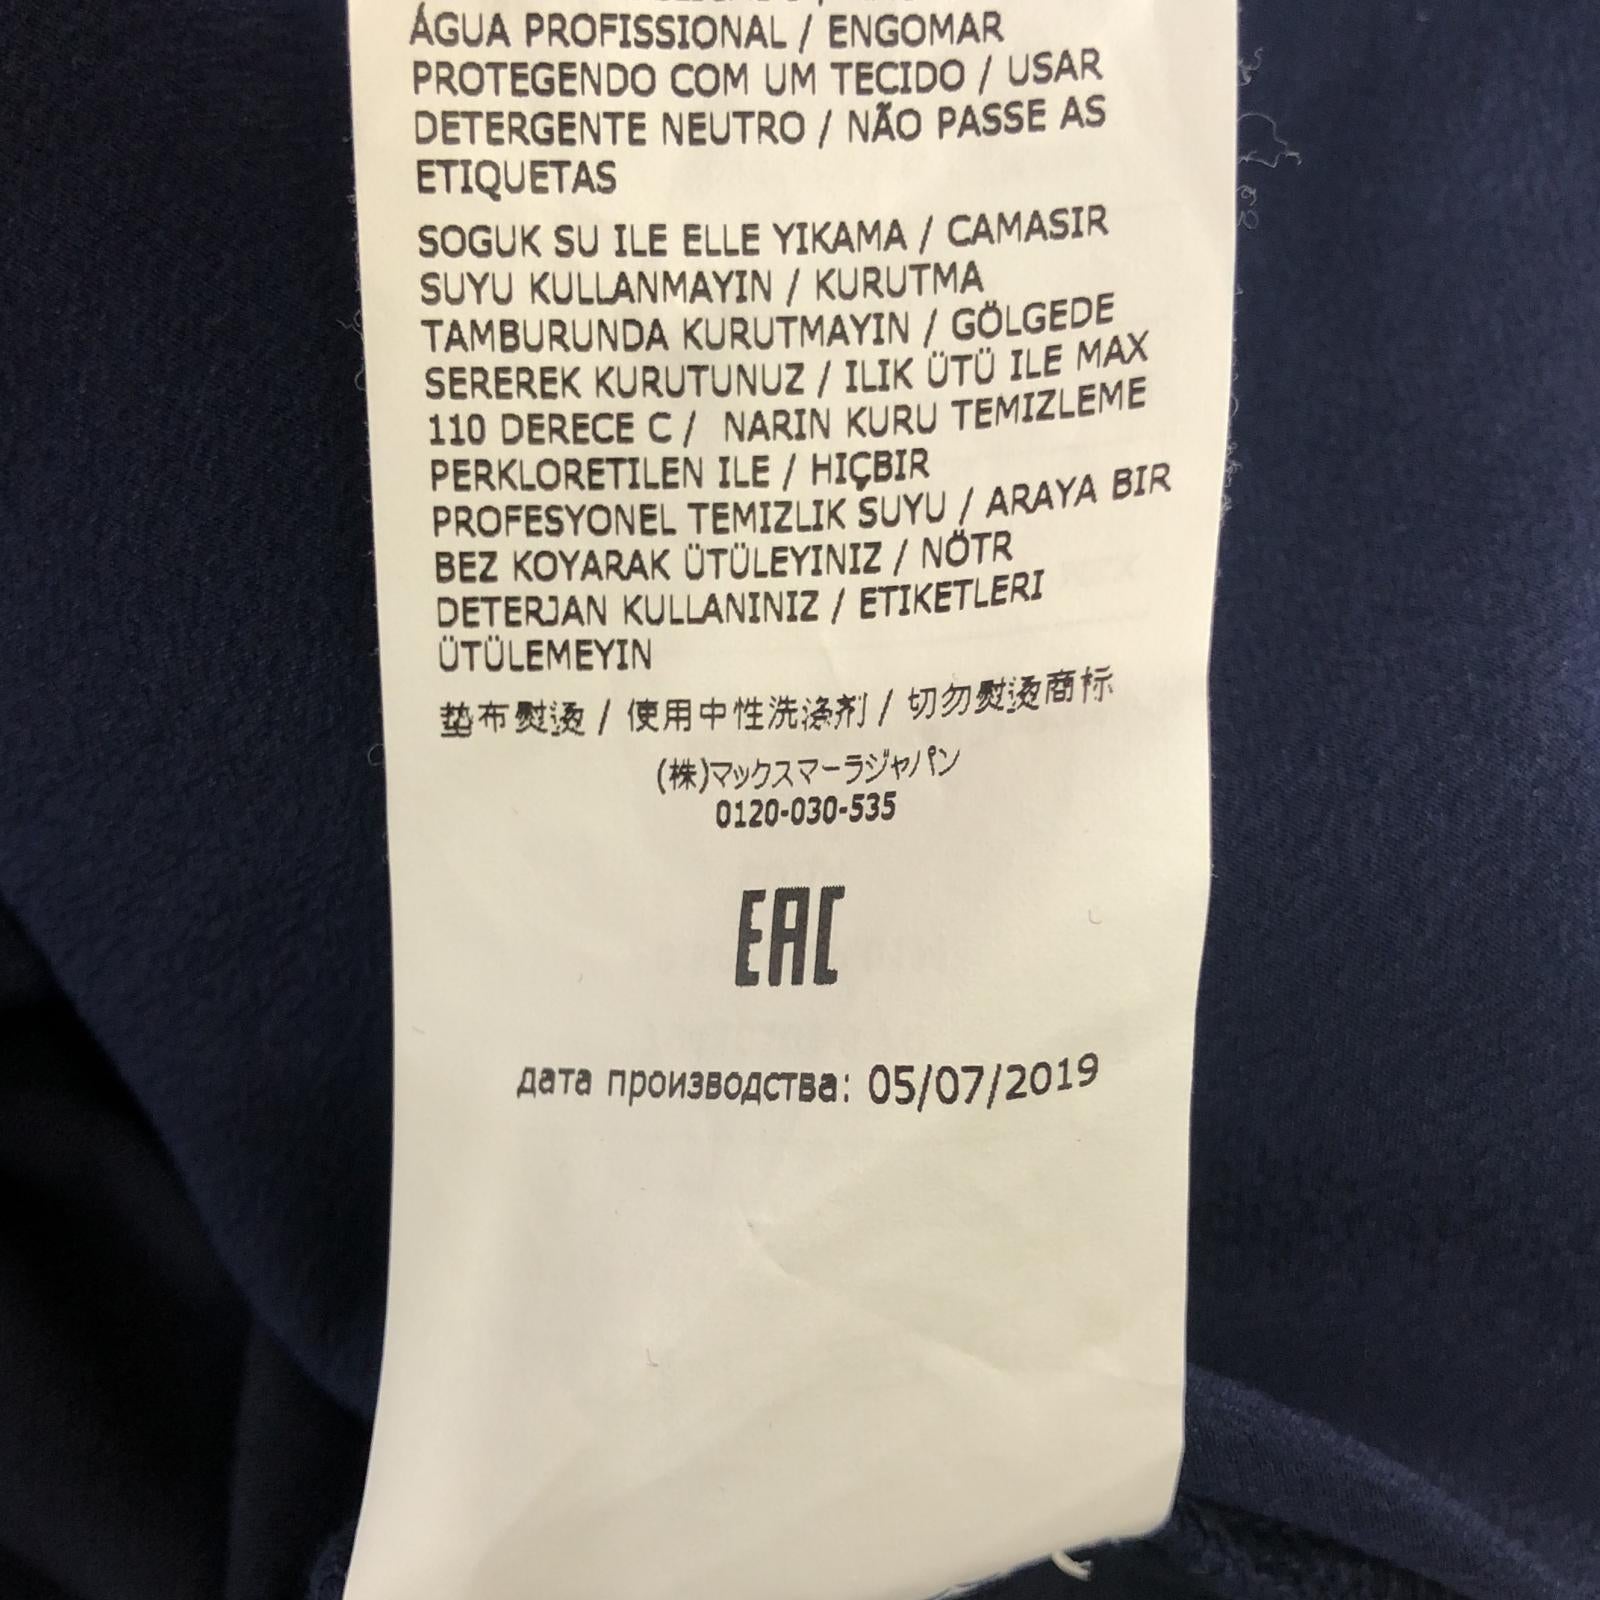 ÁGUA PROFISSIONAL / ENGOMAR
PROTEGENDO COM UM TECIDO / USAR
DETERGENTE NEUTRO / NÃO PASSE AS
ETIQUETAS
SOGUK SU ILE ELLE YIKAMA / CAMASIR
SUYU KULLANMAYIN / KURUTMA
TAMBURUNDA KURUTMAYIN / GÖLGEDE
SEREREK KURUTUNUZ / ILIK ÜTÜ ILE MAX
110 DERECE C / NARIN KURU TEMIZLEME
PERKLORETILEN ILE / HIÇBIR
PROFESYONEL TEMIZLIK SUYU / ARAYA BIR
BEZ KOYARAK ÜTÜLEYINIZ / NÖTR
DETERJAN KULLANINIZ / ETIKETLERI
ÜTÜLEMEYIN
垫布熨烫 / 使用中性洗涤剂 / 切勿熨烫商标
(株)マックスマーラジャパン
0120-030-535
EAC
дата производства: 05/07/2019